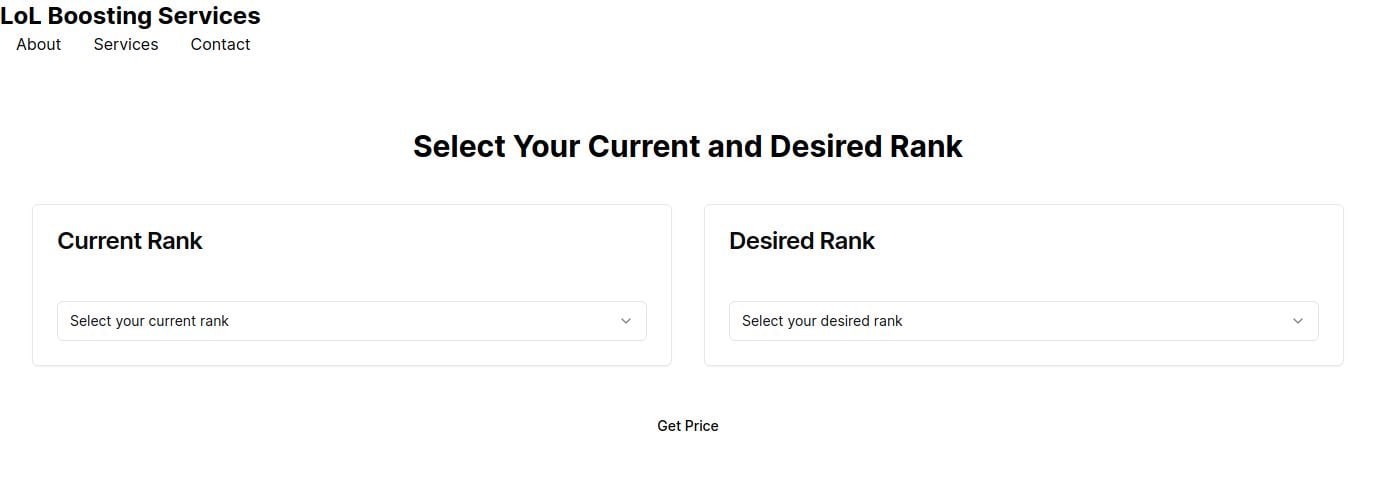 LoL Boosting Services
About Services Contact
Select Your Current and Desired Rank
Current Rank
Select your current rank
Desired Rank
Select your desired rank
Get Price